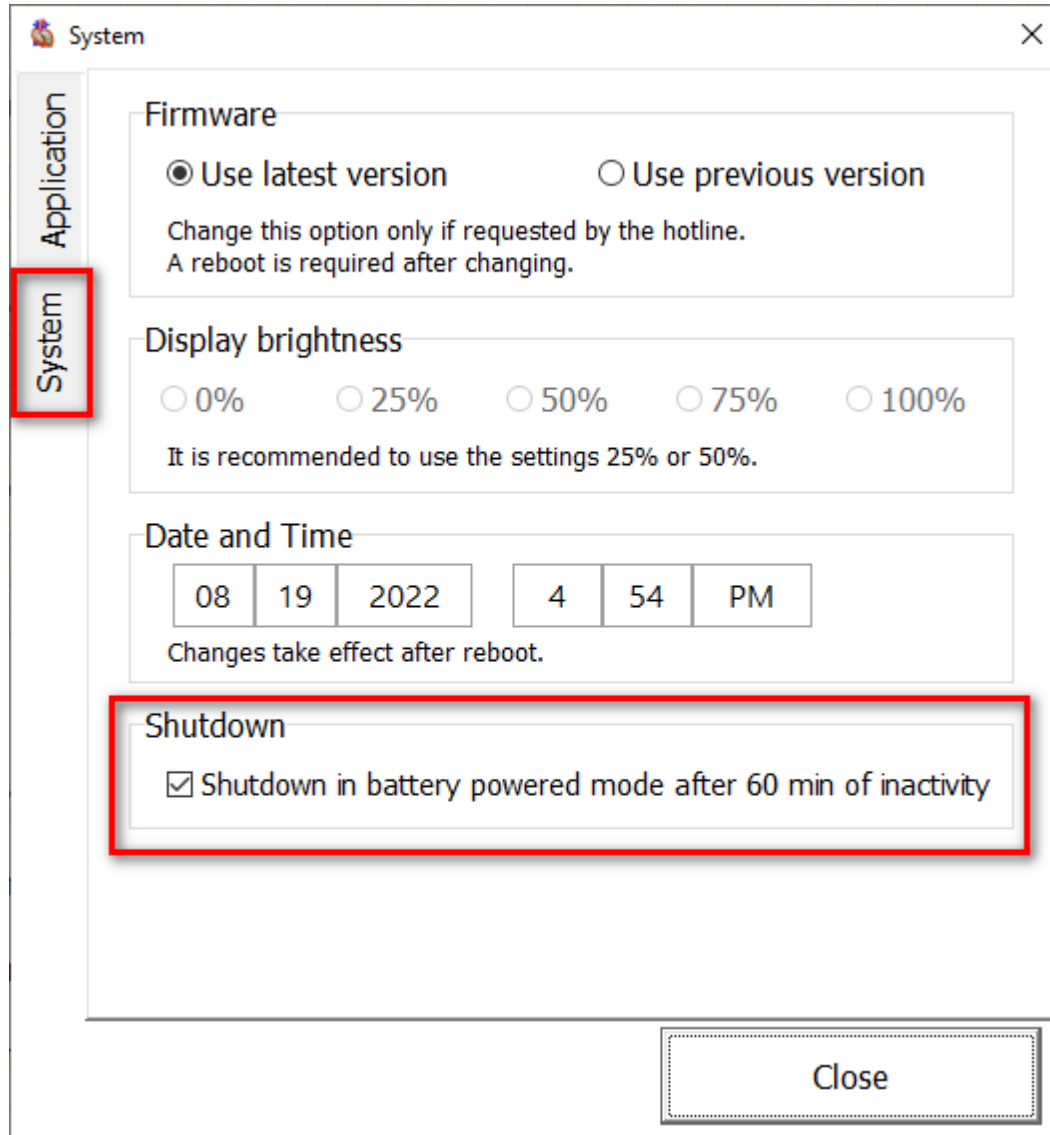 System
Application
System
Firmware
Use latest version Use previous version
Change this option only if requested by the hotline.
A reboot is required after changing.
Display brightness
0% 25% 50% 75% 100%
It is recommended to use the settings 25% or 50%.
Date and Time
08 19 2022 4 54 PM
Changes take effect after reboot.
Shutdown
Shutdown in battery powered mode after 60 min of inactivity
Close